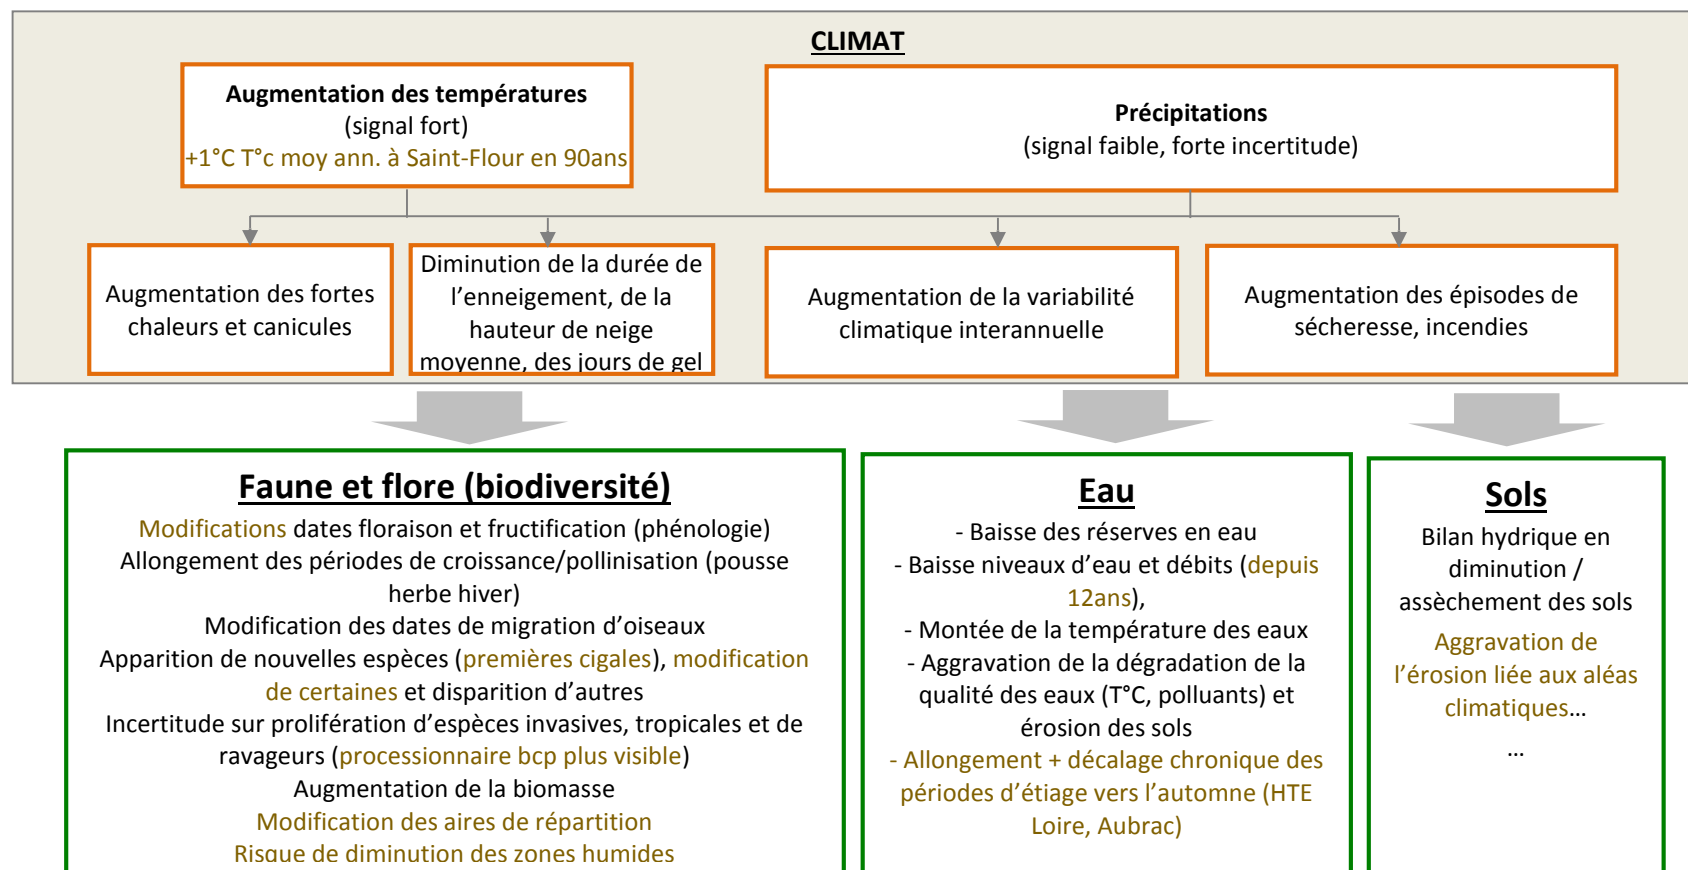 CLIMAT
Augmentation des températures
(signal fort)
+1°C T°c moy ann. à Saint-Flour en 90ans
Précipitations
(signal faible, forte incertitude)
Augmentation des fortes
chaleurs et canicules
Diminution de la durée de
l’enneigement, de la
hauteur de neige
moyenne, des jours de gel
Augmentation de la variabilité
climatique interannuelle
Augmentation des épisodes de
sécheresse, incendies
Faune et flore (biodiversité)
Modifications dates floraison et fructification (phénologie)
Allongement des périodes de croissance/pollinisation (pousse
herbe hiver)
Modification des dates de migration d’oiseaux
Apparition de nouvelles espèces (premières cigales), modification
de certaines et disparition d’autres
Incertitude sur prolifération d’espèces invasives, tropicales et de
ravageurs (processionnaire bcp plus visible)
Augmentation de la biomasse
Modification des aires de répartition
Risque de diminution des zones humides
Eau
- Baisse des réserves en eau
- Baisse niveaux d’eau et débits (depuis
12ans),
- Montée de la température des eaux
- Aggravation de la dégradation de la
qualité des eaux (T°C, polluants) et
érosion des sols
- Allongement + décalage chronique des
périodes d’étiage vers l’automne (HTE
Loire, Aubrac)
Sols
Bilan hydrique en
diminution /
assèchement des sols
Aggravation de
l’érosion liée aux aléas
climatiques…
…